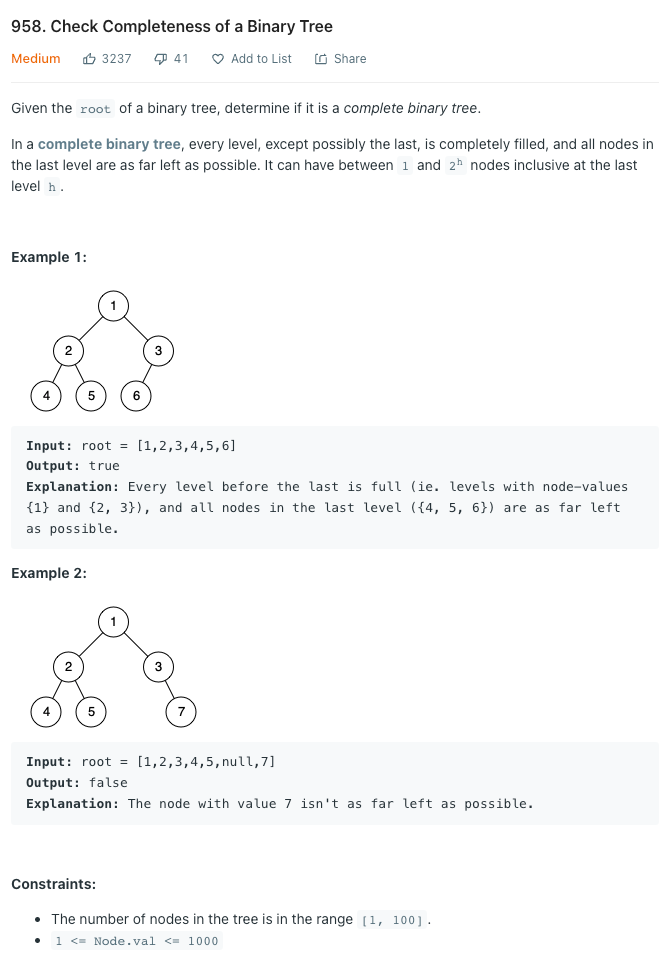 958. Check Completeness of a Binary Tree
Medium 3237 41 Add to List Share
Given the root of a binary tree, determine if it is a complete binary tree.
In a complete binary tree, every level, except possibly the last, is completely filled, and all nodes in
the last level are as far left as possible. It can have between 1 and 2ʰ nodes inclusive at the last
level h.
Example 1:
1
2 3
4 5 6
Input: root = [1,2,3,4,5,6]
Output: true
Explanation: Every level before the last is full (ie. levels with node-values
{1} and {2, 3}), and all nodes in the last level ({4, 5, 6}) are as far left
as possible.
Example 2:
1
2 3
4 5 7
Input: root = [1,2,3,4,5,null,7]
Output: false
Explanation: The node with value 7 isn't as far left as possible.
Constraints:
• The number of nodes in the tree is in the range [1, 100].
• 1 <= Node.val <= 1000